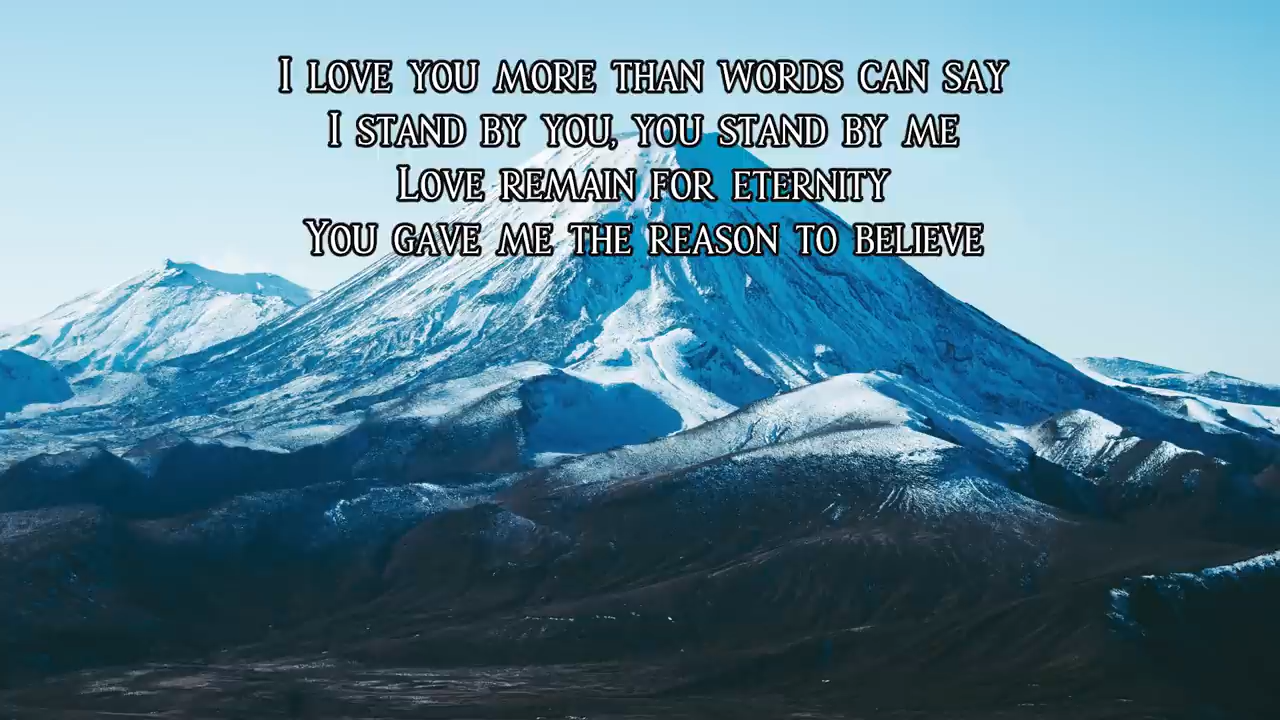 I love you more than words can say
I stand by you, you stand by me
Love remain for eternity
You gave me the reason to believe